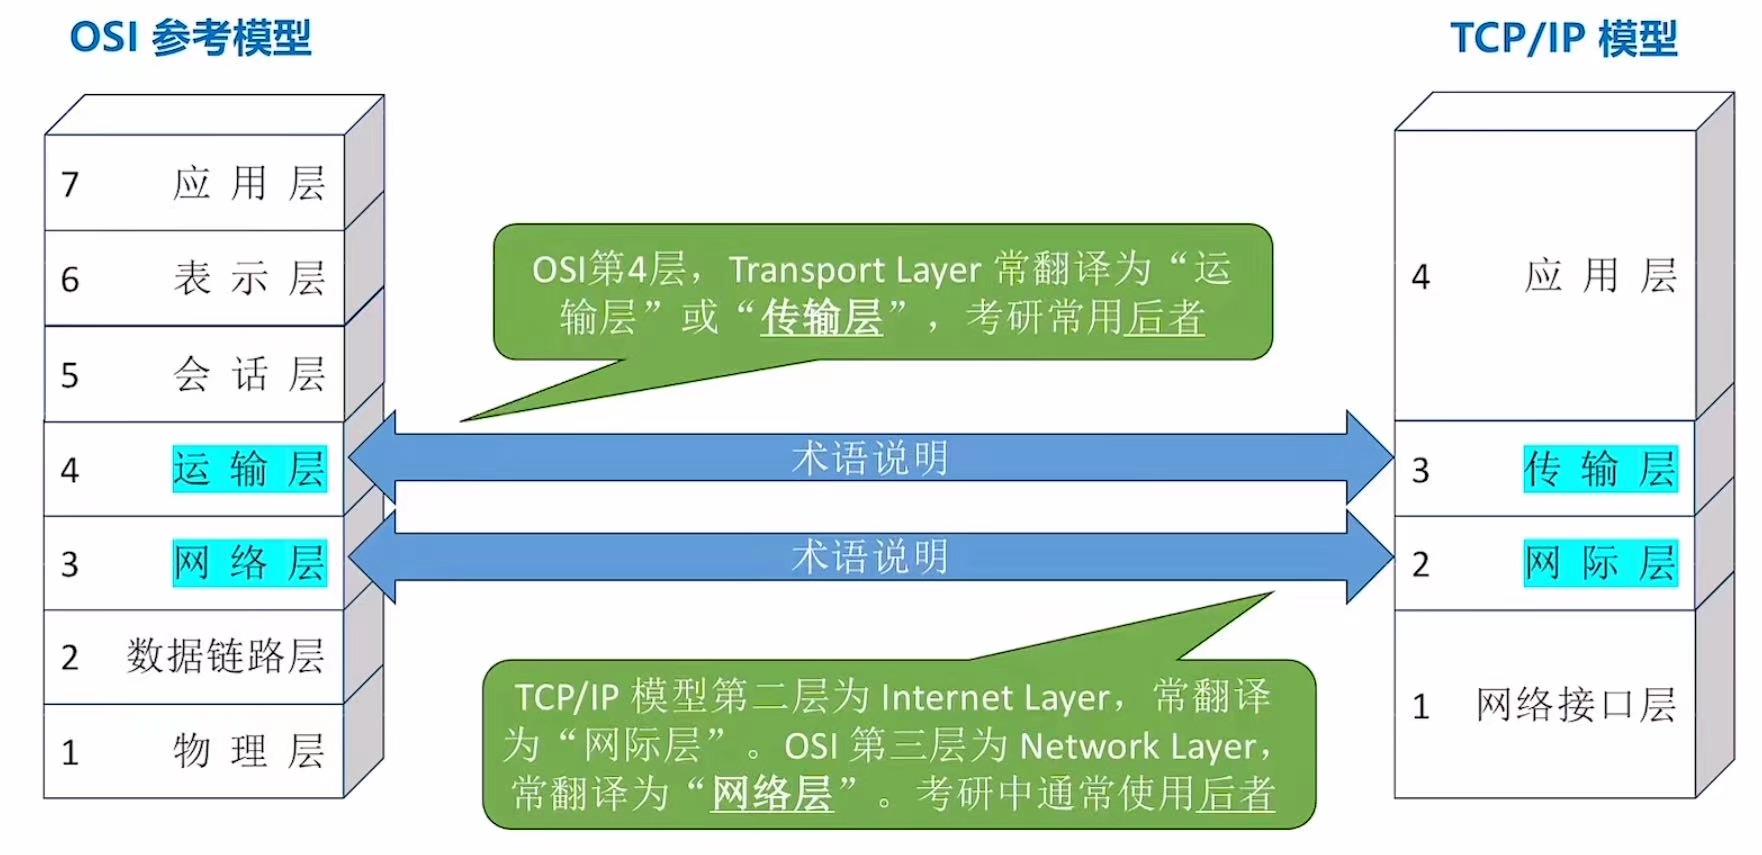 OSI 参考模型
TCP/IP 模型
7 应用层
6 表示层
5 会话层
4 运输层
3 网络层
2 数据链路层
1 物理层
OSI第4层，Transport Layer 常翻译为“运
输层”或“传输层”，考研常用后者
术语说明
术语说明
TCP/IP 模型第二层为 Internet Layer，常翻译
为“网际层”。OSI 第三层为 Network Layer，
常翻译为“网络层”。考研中通常使用后者
4 应用层
3 传输层
2 网际层
1 网络接口层